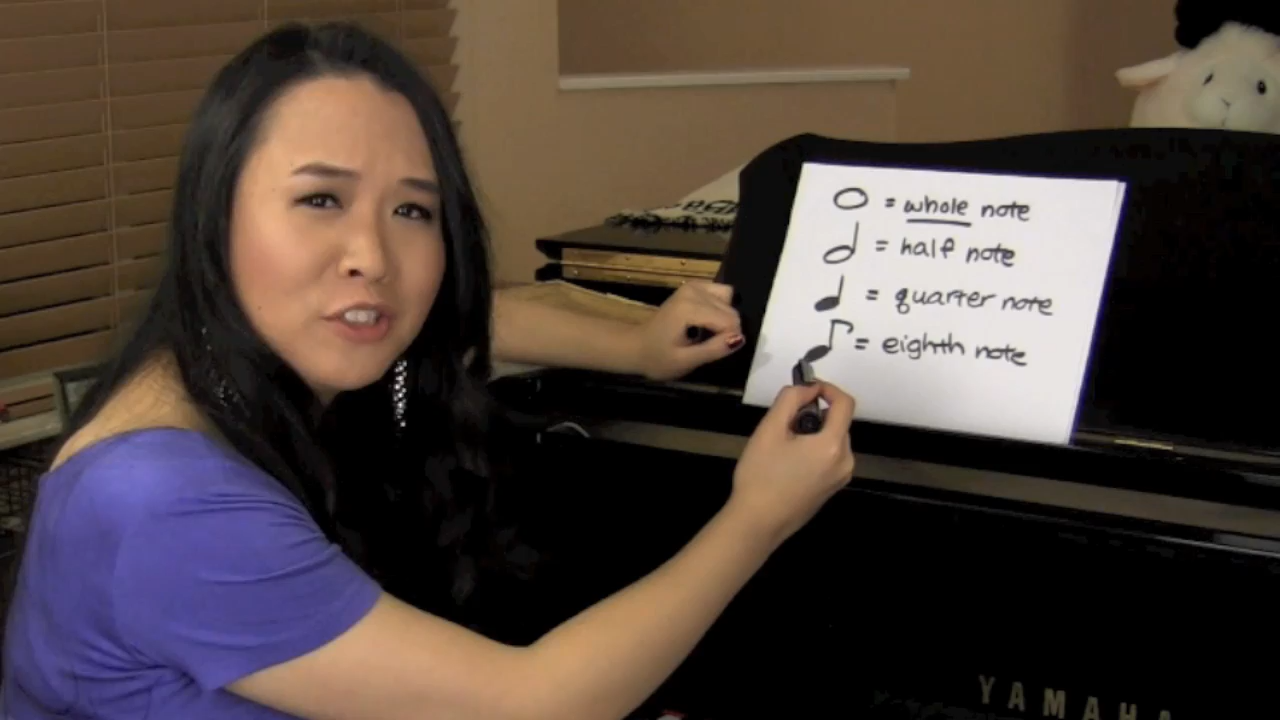 = whole note
= half note
= quarter note
= eighth note
YAMAHA